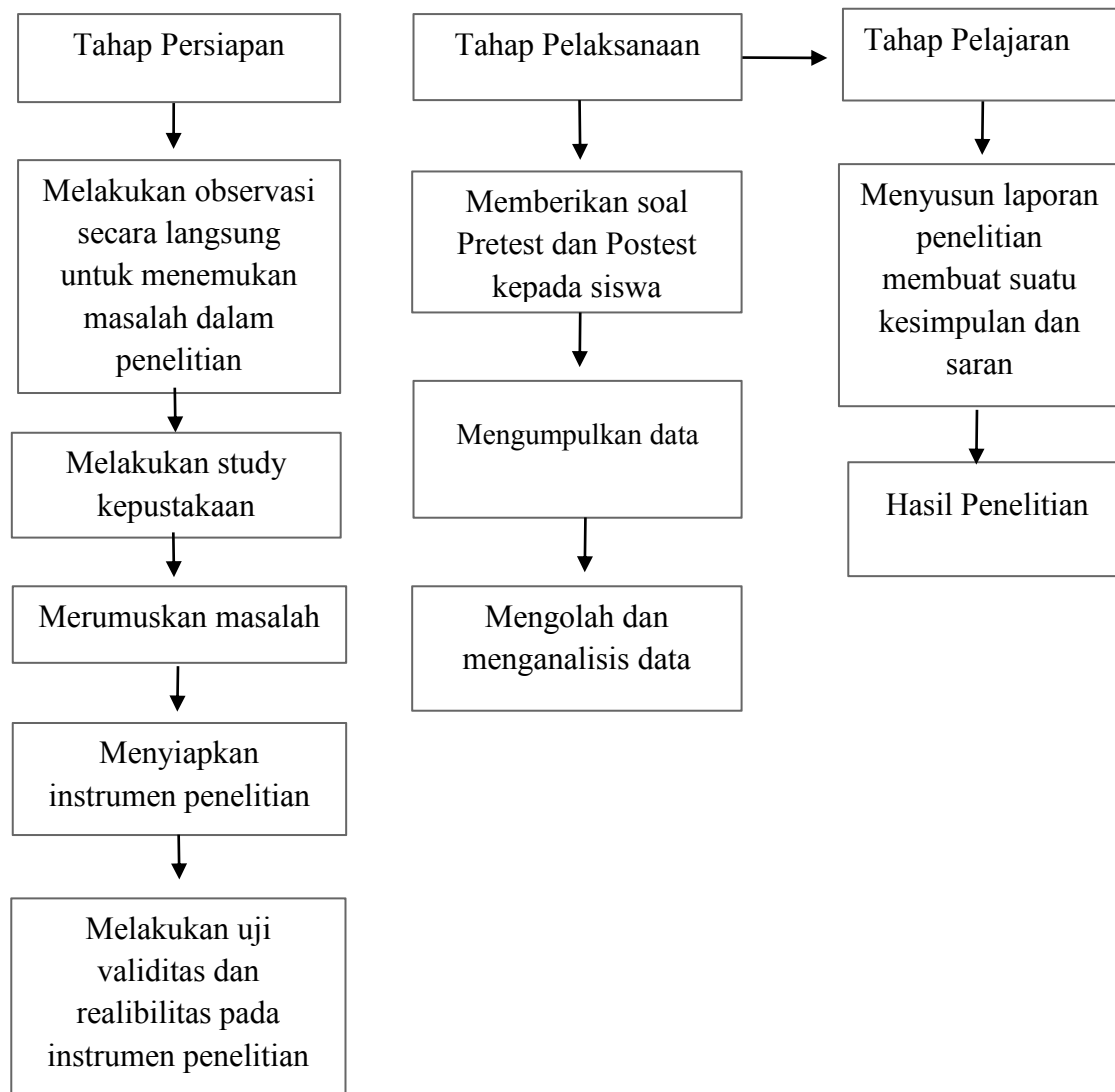 Tahap Persiapan
Melakukan observasi
secara langsung
untuk menemukan
masalah dalam
penelitian
Melakukan study
kepustakaan
Merumuskan masalah
Menyiapkan
instrumen penelitian
Melakukan uji
validitas dan
realibilitas pada
instrumen penelitian
Tahap Pelaksanaan
Memberikan soal
Pretest dan Postest
kepada siswa
Mengumpulkan data
Mengolah dan
menganalisis data
Tahap Pelajaran
Menyusun laporan
penelitian
membuat suatu
kesimpulan dan
saran
Hasil Penelitian